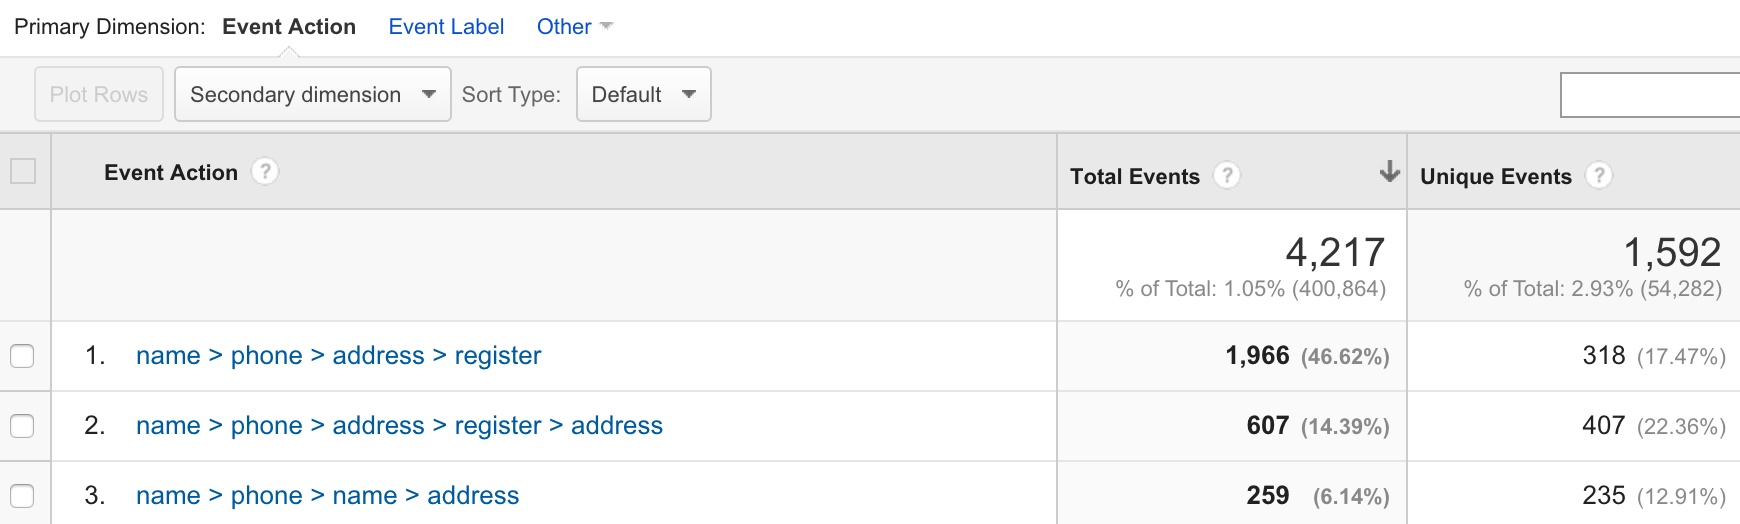 Primary Dimension: Event Action Event Label Other
Plot Rows Secondary dimension Sort Type: Default
Event Action ? Total Events ? Unique Events ?
4,217 1,592
% of Total: 1.05% (400,864) % of Total: 2.93% (54,282)
1. name > phone > address > register 1,966 (46.62%) 318 (17.47%)
2. name > phone > address > register > address 607 (14.39%) 407 (22.36%)
3. name > phone > name > address 259 (6.14%) 235 (12.91%)